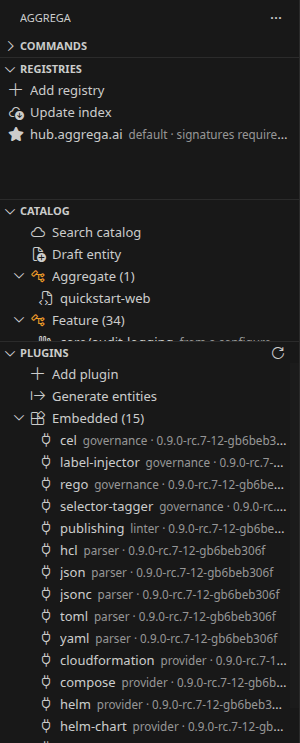 AGGREGA
COMMANDS
REGISTRIES
Add registry
Update index
hub.aggrega.ai default · signatures require...
CATALOG
Search catalog
Draft entity
Aggregate (1)
quickstart-web
Feature (34)
PLUGINS
Add plugin
Generate entities
Embedded (15)
cel governance · 0.9.0-rc.7-12-gb6beb3...
label-injector governance · 0.9.0-rc.7-...
rego governance · 0.9.0-rc.7-12-gb6be...
selector-tagger governance · 0.9.0-rc....
publishing linter · 0.9.0-rc.7-12-gb6be...
hcl parser · 0.9.0-rc.7-12-gb6beb306f
json parser · 0.9.0-rc.7-12-gb6beb306f
jsonc parser · 0.9.0-rc.7-12-gb6beb306f
toml parser · 0.9.0-rc.7-12-gb6beb306f
yaml parser · 0.9.0-rc.7-12-gb6beb306f
cloudformation provider · 0.9.0-rc.7-1...
compose provider · 0.9.0-rc.7-12-gb6b...
helm provider · 0.9.0-rc.7-12-gb6beb3...
helm-chart provider · 0.9.0-rc.7-12-gb...